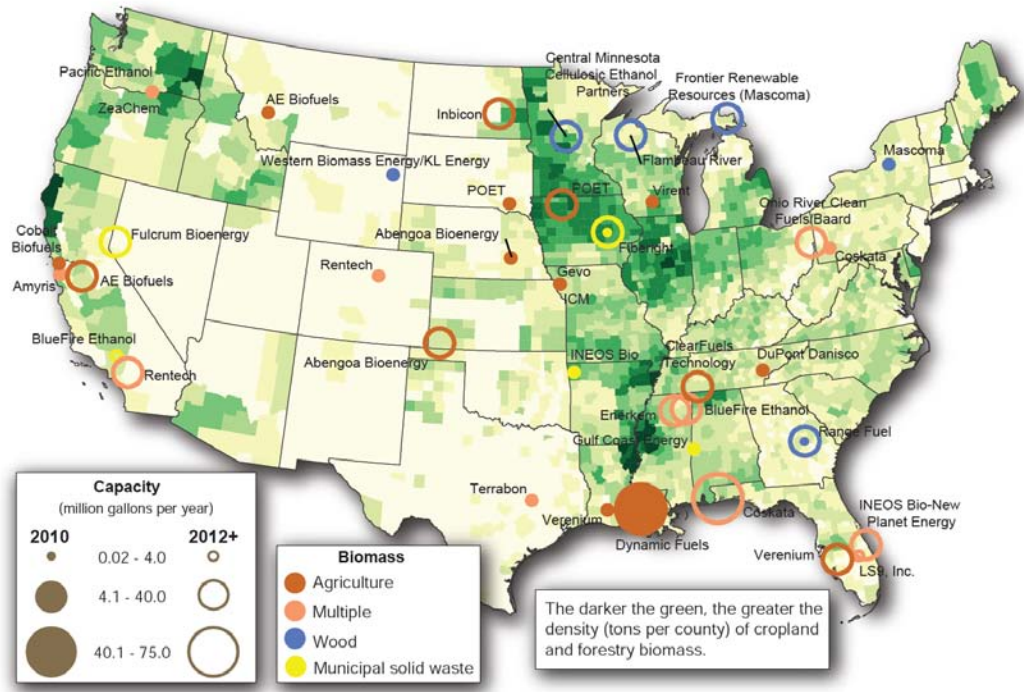 Pacific Ethanol
ZeaChem
AE Biofuels
Inbicon
Central Minnesota
Cellulosic Ethanol
Partners
Frontier Renewable
Resources (Mascoma)
Western Biomass Energy/KL Energy
POET
POET
Flambeau River
Virent
Mascoma
Ohio River Clean
Fuels/Baard
Coskata
Cobalt
Biofuels
Fulcrum Bioenergy
Abengoa Bioenergy
Fiberight
Amyris
AE Biofuels
Rentech
Gevo
ICM
BlueFire Ethanol
Rentech
Abengoa Bioenergy
INEOS Bio
ClearFuels
Technology
DuPont Danisco
Enerkem
BlueFire Ethanol
Gulf Coast Energy
Range Fuel
Terrabon
Verenium
Dynamic Fuels
Coskata
INEOS Bio-New
Planet Energy
Verenium
LS9, Inc.
Capacity
(million gallons per year)
2010 2012+
0.02 - 4.0
4.1 - 40.0
40.1 - 75.0
Biomass
Agriculture
Multiple
Wood
Municipal solid waste
The darker the green, the greater the
density (tons per county) of cropland
and forestry biomass.